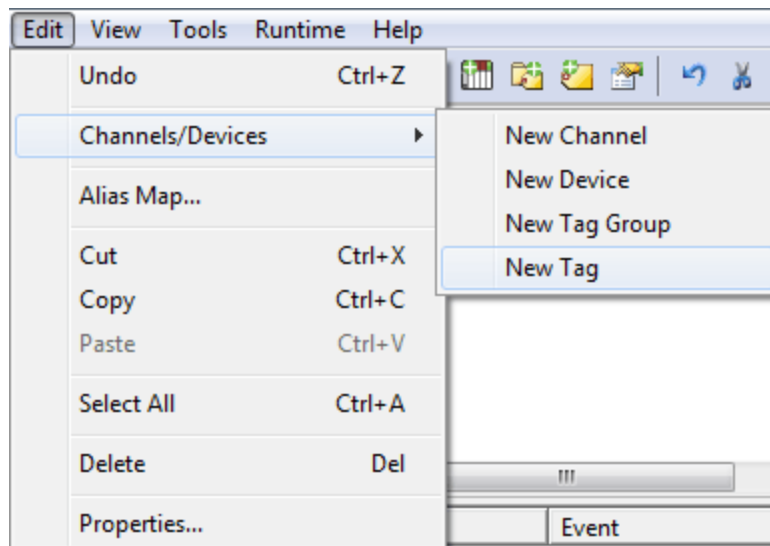 Edit View Tools Runtime Help
Undo Ctrl+Z
Channels/Devices
New Channel
New Device
New Tag Group
New Tag
Alias Map...
Cut Ctrl+X
Copy Ctrl+C
Paste Ctrl+V
Select All Ctrl+A
Delete Del
Properties...
Event